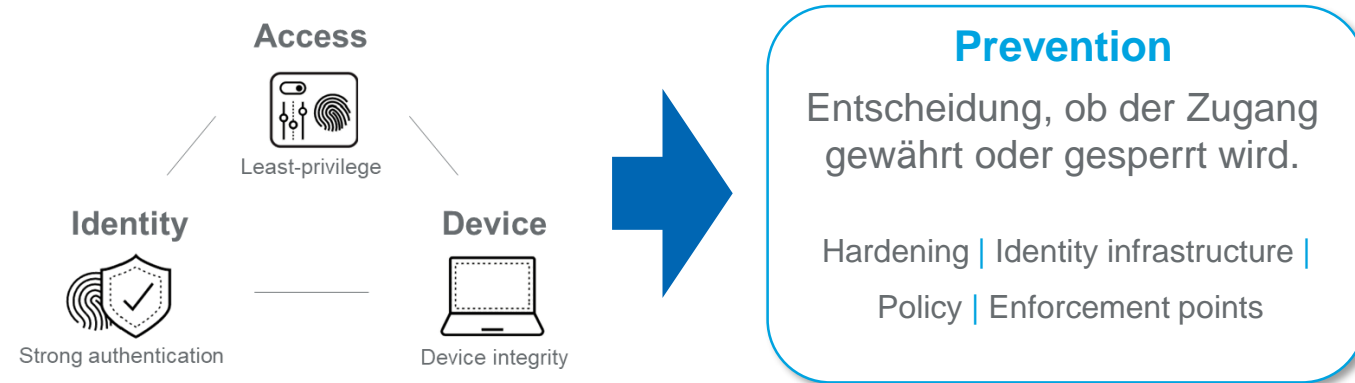 Access
Least-privilege
Identity
Strong authentication
Device
Device integrity
Prevention
Entscheidung, ob der Zugang
gewährt oder gesperrt wird.
Hardening | Identity infrastructure |
Policy | Enforcement points